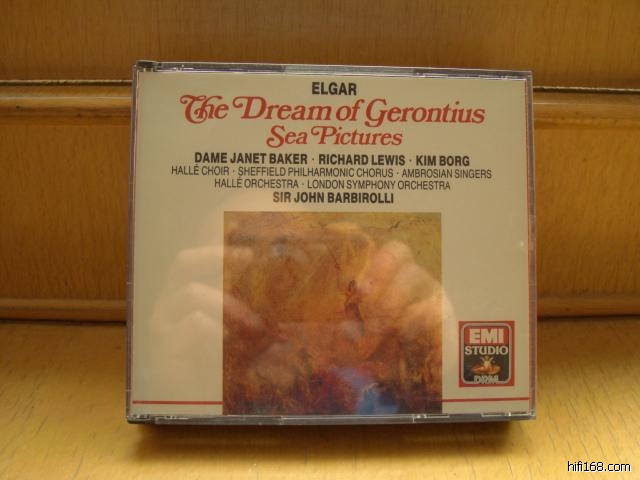 ELGAR
The Dream of Gerontius
Sea Pictures
DAME JANET BAKER · RICHARD LEWIS · KIM BORG
HALLÉ CHOIR · SHEFFIELD PHILHARMONIC CHORUS · AMBROSIAN SINGERS
HALLÉ ORCHESTRA · LONDON SYMPHONY ORCHESTRA
SIR JOHN BARBIROLLI
EMI
STUDIO
DRM
hifi168.com